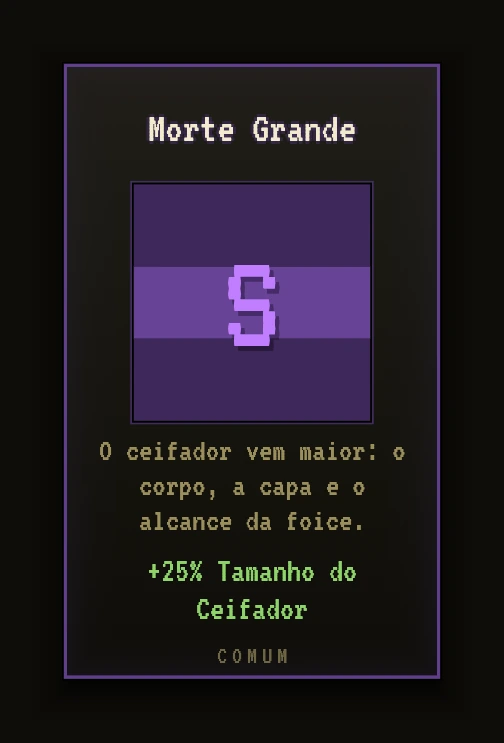 Morte Grande
S
O ceifador vem maior: o
corpo, a capa e o
alcance da foice.
+25% Tamanho do
Ceifador
COMUM